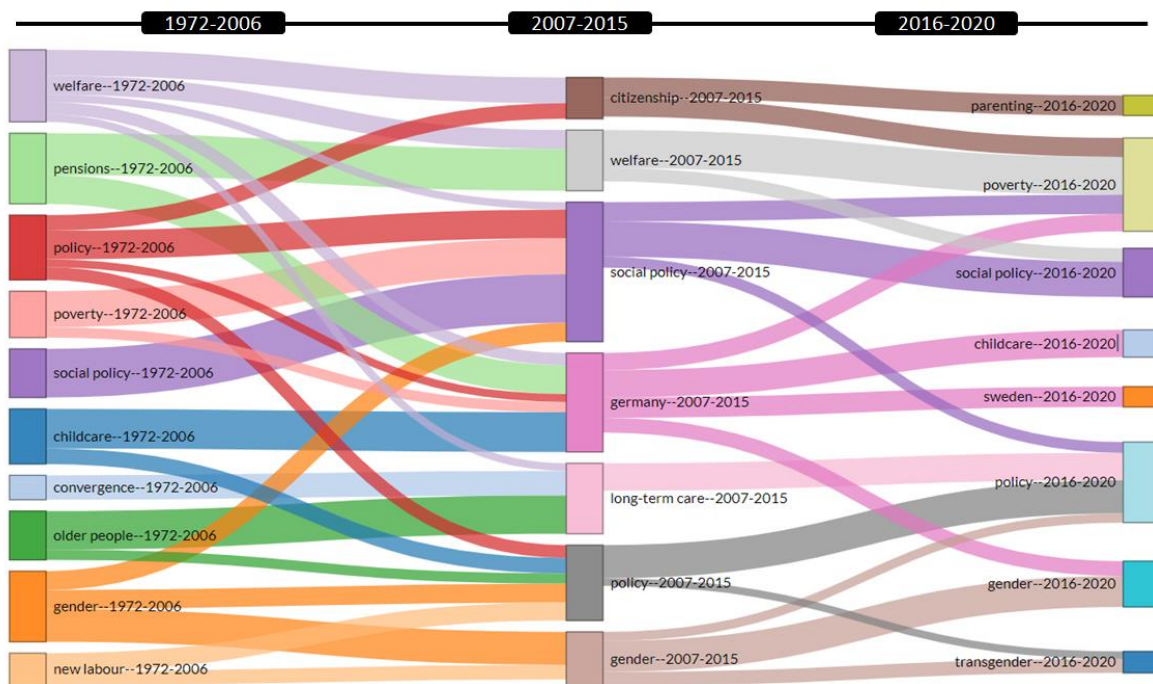 1972-2006
2007-2015
2016-2020
welfare--1972-2006
pensions--1972-2006
policy--1972-2006
poverty--1972-2006
social policy--1972-2006
childcare--1972-2006
convergence--1972-2006
older people--1972-2006
gender--1972-2006
new labour--1972-2006
citizenship--2007-2015
welfare--2007-2015
social policy--2007-2015
germany--2007-2015
long-term care--2007-2015
policy--2007-2015
gender--2007-2015
parenting--2016-2020
poverty--2016-2020
social policy--2016-2020
childcare--2016-2020
sweden--2016-2020
policy--2016-2020
gender--2016-2020
transgender--2016-2020